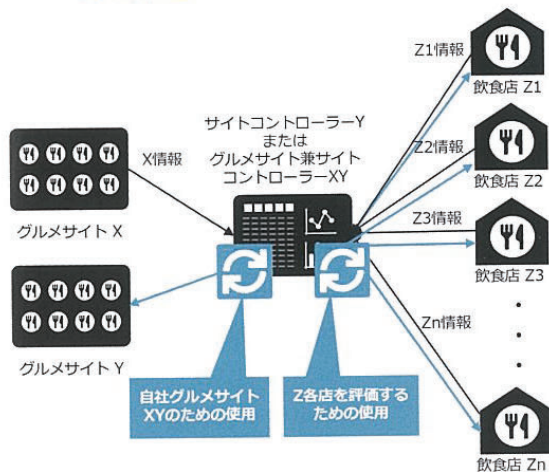 Z1情報
飲食店 Z1
サイトコントローラーY
または
グルメサイト兼サイト
コントローラーXY
X情報
Z2情報
飲食店 Z2
グルメサイト X
Z3情報
飲食店 Z3
グルメサイト Y
Zn情報
自社グルメサイト
XYのための使用
Z各店を評価する
ための使用
飲食店 Zn